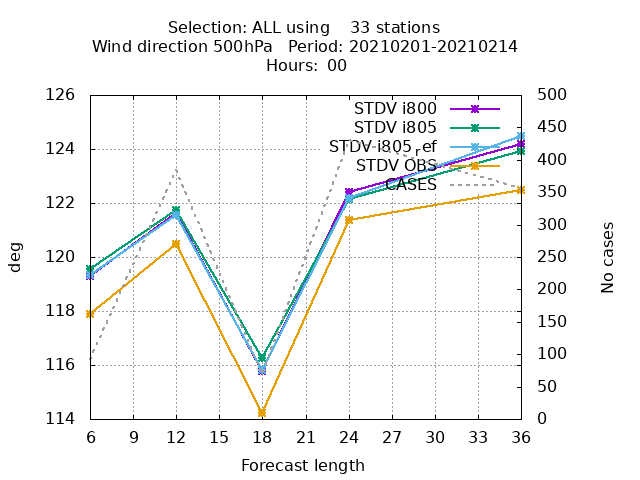 Selection: ALL using 33 stations
Wind direction 500hPa Period: 20210201-20210214
Hours: 00
126 500
STDV i800
450
STDV i805
124 STDV i805_ref
400
STDV OBS
CASES
350
122
300
deg
120 250
No cases
200
118
150
116 100
50
114 0
6 9 12 15 18 21 24 27 30 33 36
Forecast length